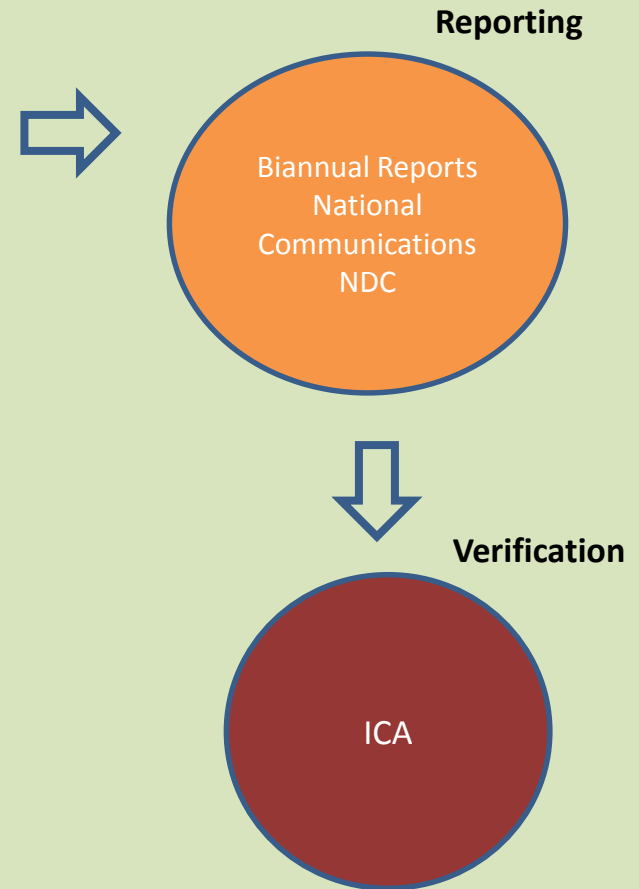 Reporting
Biannual Reports
National
Communications
NDC
Verification
ICA